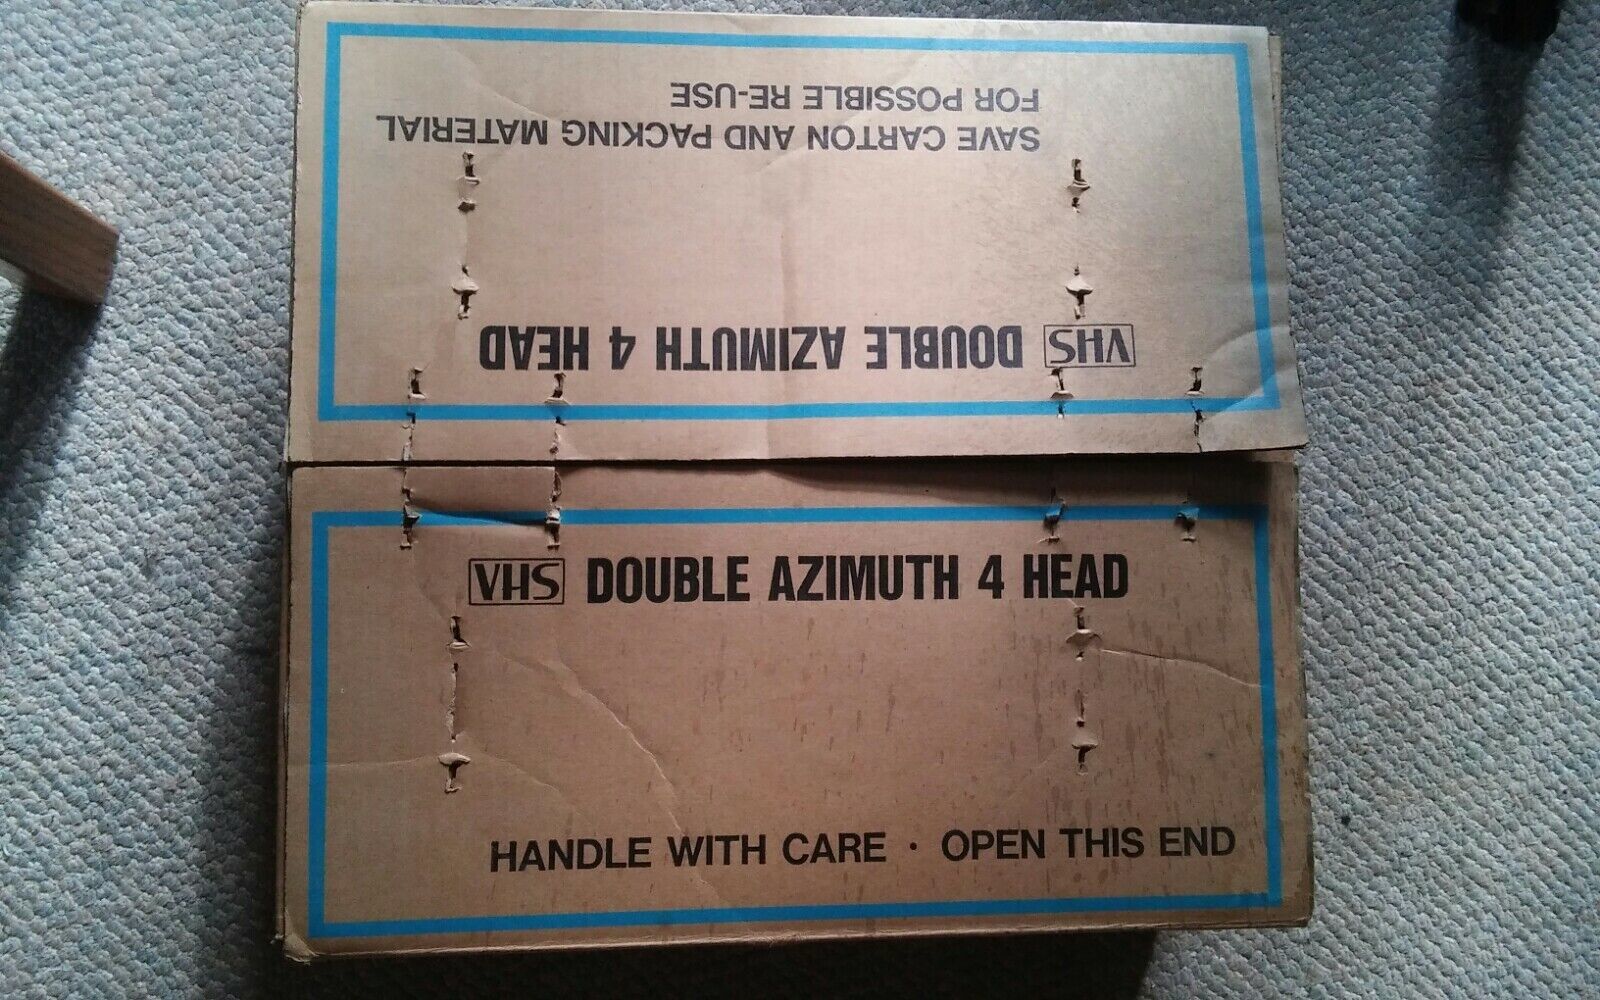 SAVE CARTON AND PACKING MATERIAL
FOR POSSIBLE RE-USE
VHS DOUBLE AZIMUTH 4 HEAD
VHS DOUBLE AZIMUTH 4 HEAD
HANDLE WITH CARE · OPEN THIS END